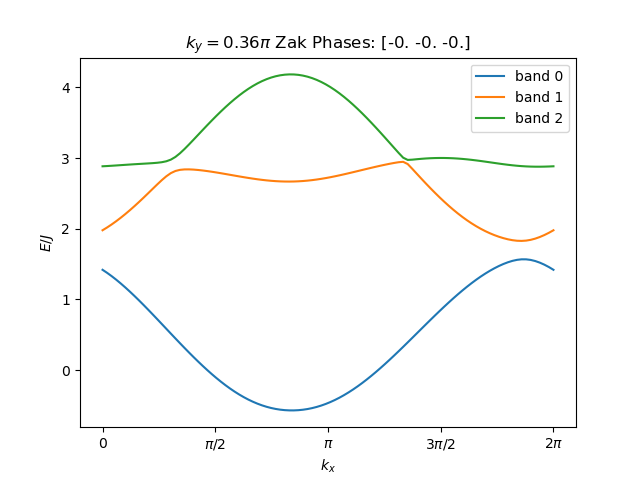 $k_y = 0.36\pi$ Zak Phases: [-0. -0. -0.]
band 0
band 1
band 2
4
3
2
1
0
E/J
0
π/2
π
3π/2
2π
$k_x$